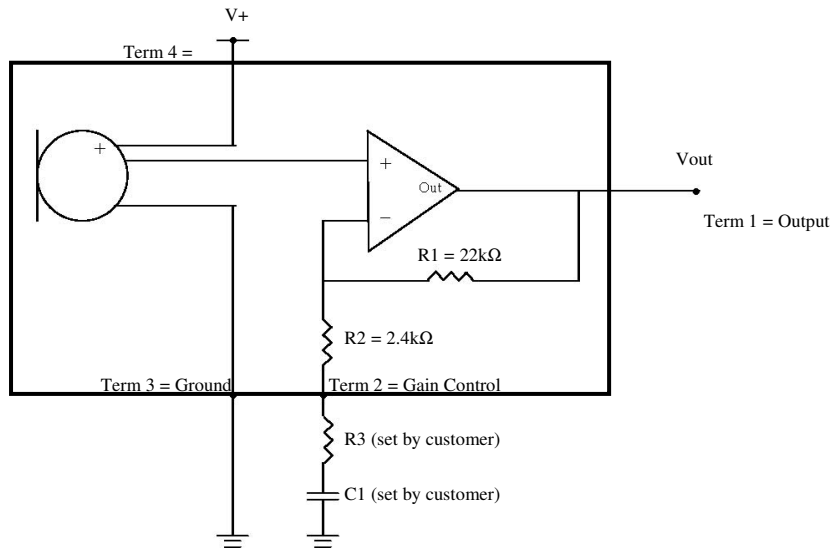 V+
Term 4 =
+
+
Out
−
Vout
Term 1 = Output
R1 = 22kΩ
R2 = 2.4kΩ
Term 3 = Ground
Term 2 = Gain Control
R3 (set by customer)
C1 (set by customer)